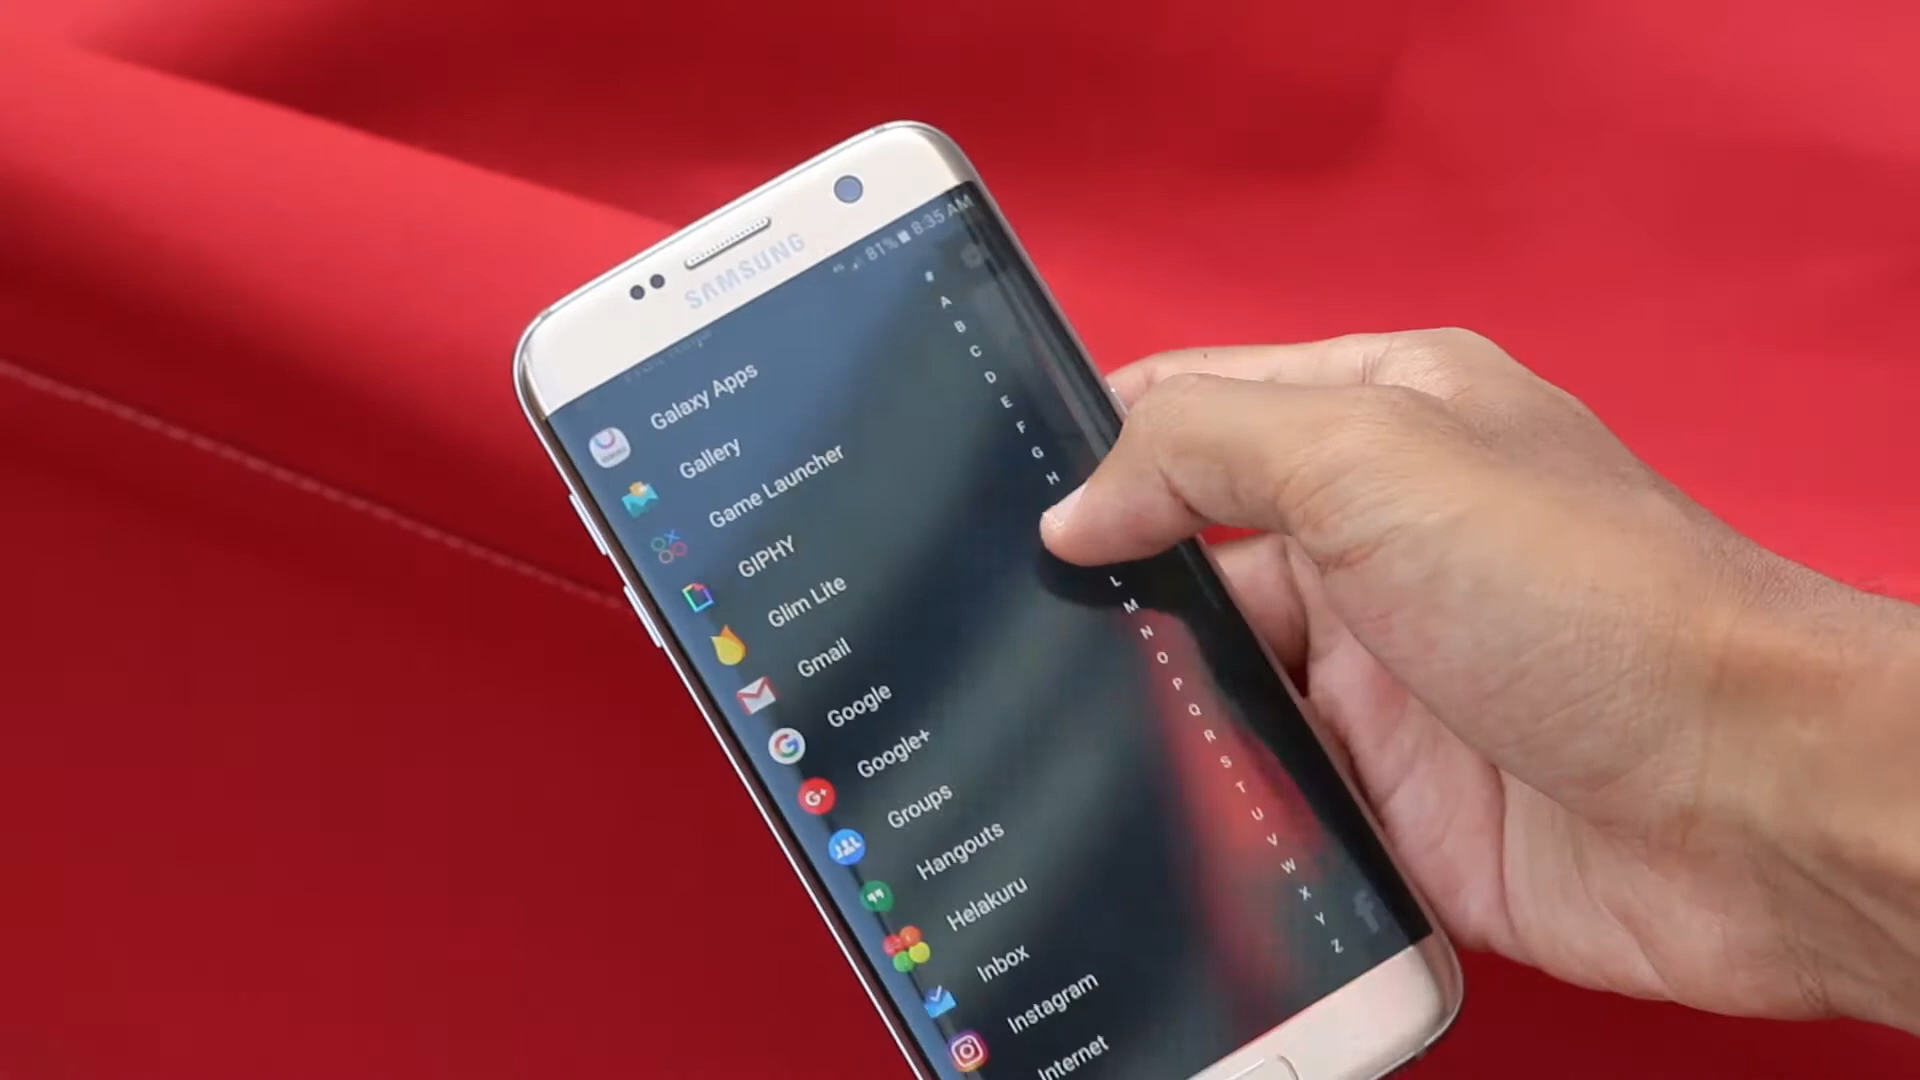 SAMSUNG
81% 8:35 AM
Galaxy Apps
Gallery
Game Launcher
GIPHY
Glim Lite
Gmail
Google
Google+
Groups
Hangouts
Helakuru
Inbox
Instagram
Internet
#
A
B
C
D
E
F
G
H
L
M
N
O
P
Q
R
S
T
U
V
W
X
Y
Z